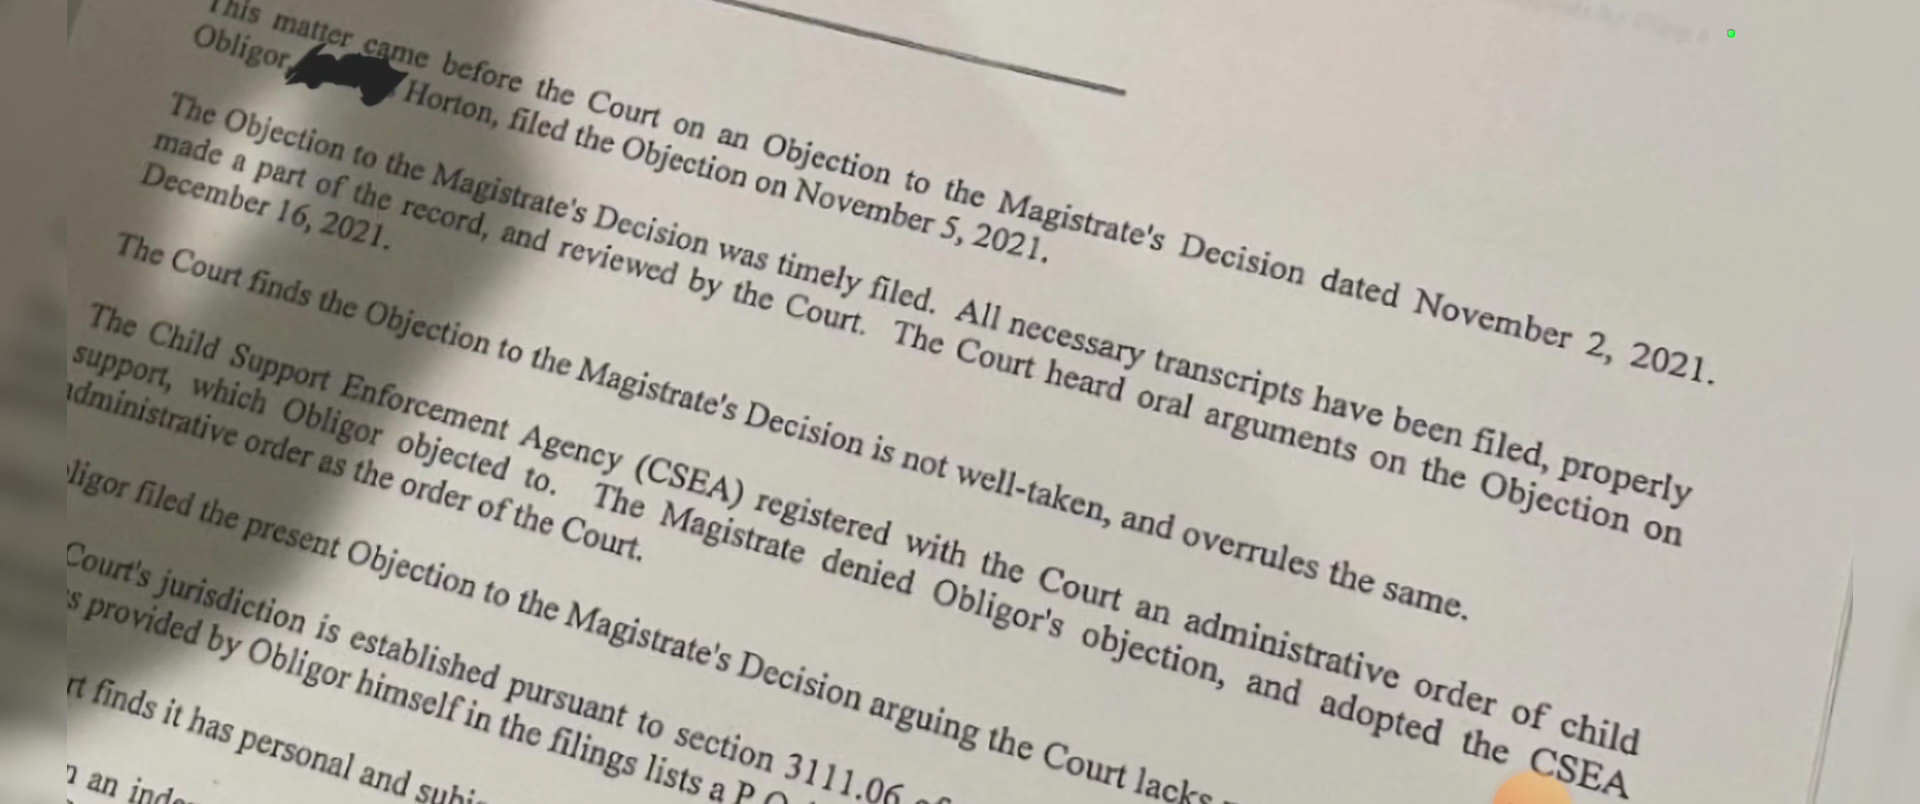 This matter came before the Court on an Objection to the Magistrate's Decision dated November 2, 2021.
Obligor, Horton, filed the Objection on November 5, 2021.
The Objection to the Magistrate's Decision was timely filed. All necessary transcripts have been filed, properly
made a part of the record, and reviewed by the Court. The Court heard oral arguments on the Objection on
December 16, 2021.
The Court finds the Objection to the Magistrate's Decision is not well-taken, and overrules the same.
The Child Support Enforcement Agency (CSEA) registered with the Court an administrative order of child
support, which Obligor objected to. The Magistrate denied Obligor's objection, and adopted the CSEA
administrative order as the order of the Court.
ligor filed the present Objection to the Magistrate's Decision arguing the Court lacks
Court's jurisdiction is established pursuant to section 3111.06 of
s provided by Obligor himself in the filings lists a P.O.
rt finds it has personal and subje
n an inde